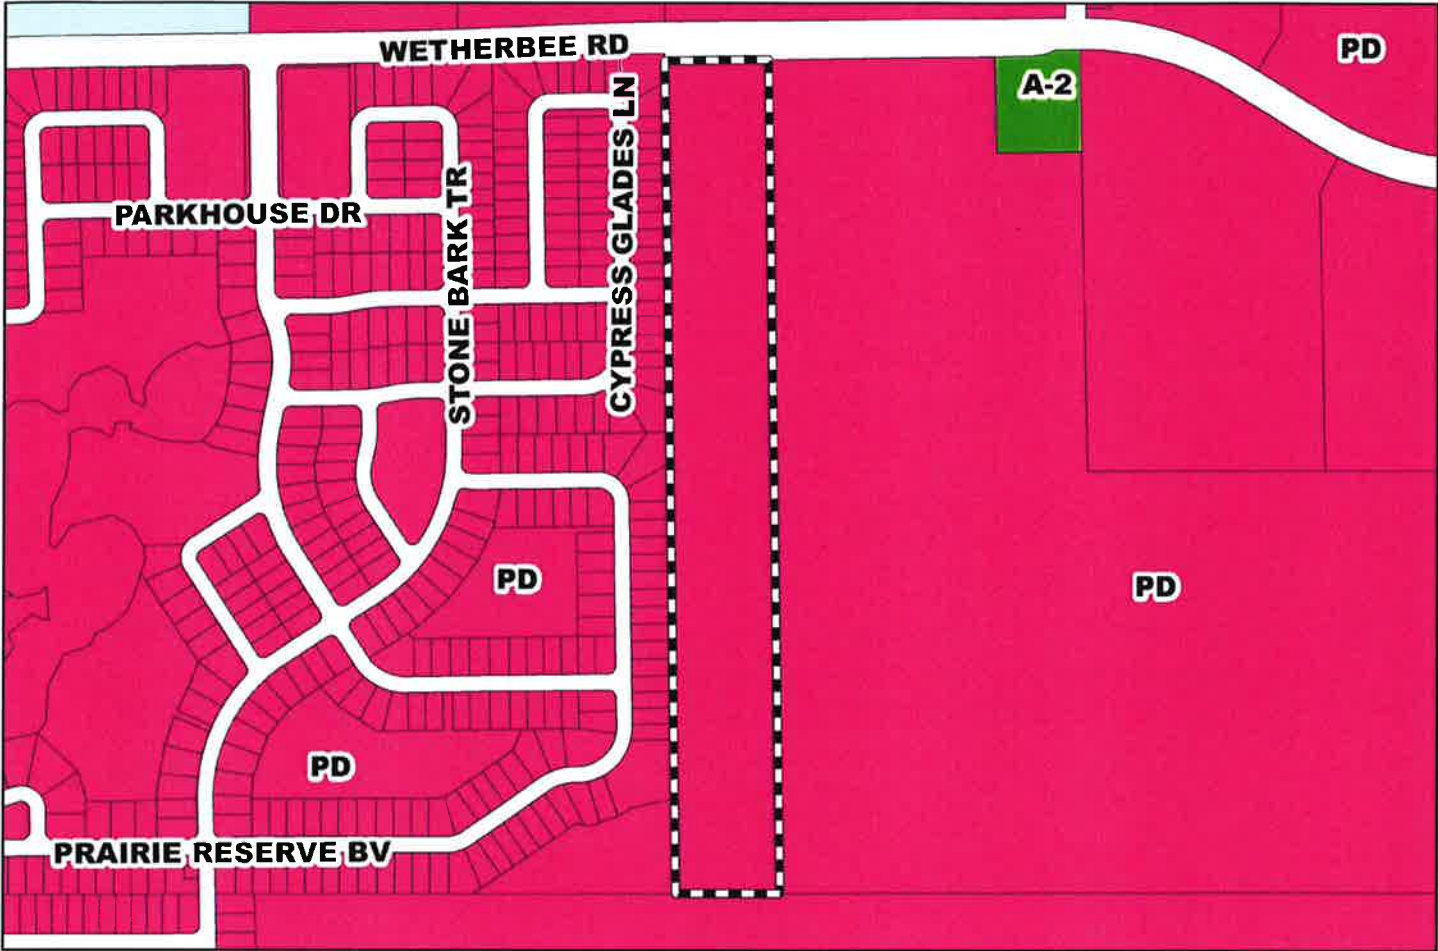 WETHERBEE RD
PD
A-2
CYPRESS GLADES LN
STONE BARK TR
PARKHOUSE DR
PD
PD
PD
PRAIRIE RESERVE BV